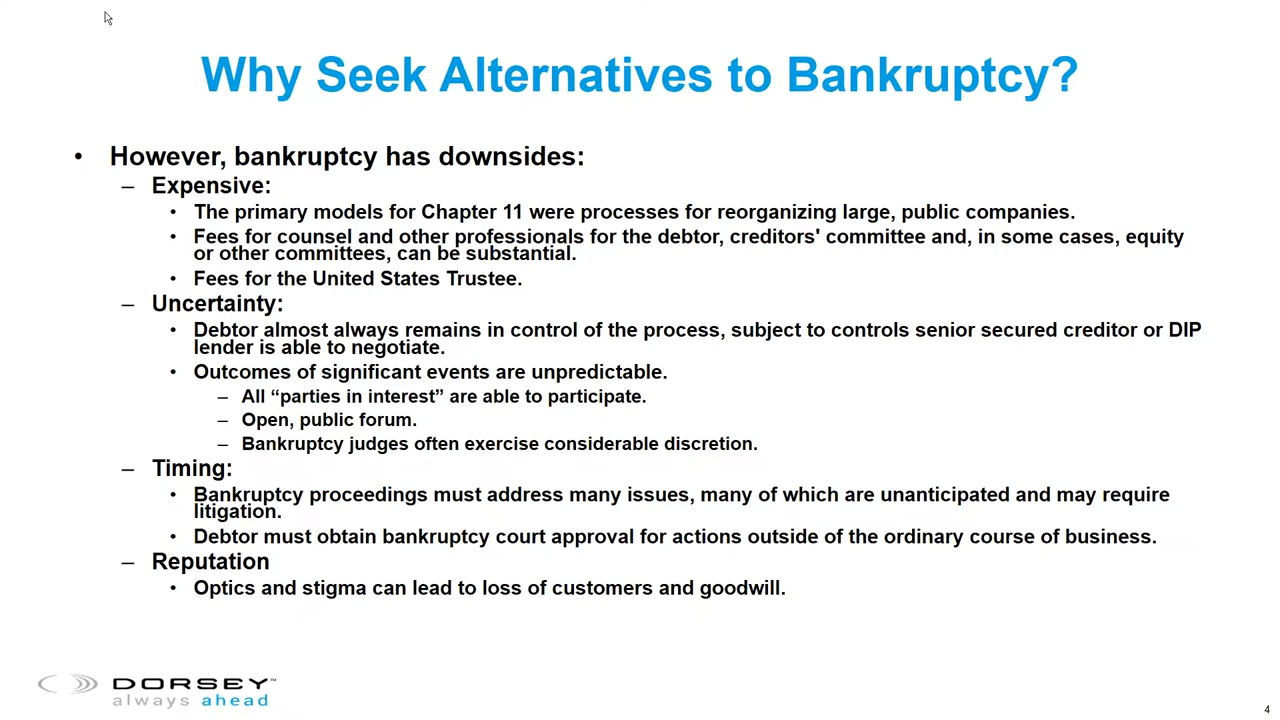 Why Seek Alternatives to Bankruptcy?
• However, bankruptcy has downsides:
– Expensive:
• The primary models for Chapter 11 were processes for reorganizing large, public companies.
• Fees for counsel and other professionals for the debtor, creditors' committee and, in some cases, equity
or other committees, can be substantial.
• Fees for the United States Trustee.
– Uncertainty:
• Debtor almost always remains in control of the process, subject to controls senior secured creditor or DIP
lender is able to negotiate.
• Outcomes of significant events are unpredictable.
– All “parties in interest” are able to participate.
– Open, public forum.
– Bankruptcy judges often exercise considerable discretion.
– Timing:
• Bankruptcy proceedings must address many issues, many of which are unanticipated and may require
litigation.
• Debtor must obtain bankruptcy court approval for actions outside of the ordinary course of business.
– Reputation
• Optics and stigma can lead to loss of customers and goodwill.
DORSEY™
always ahead
4